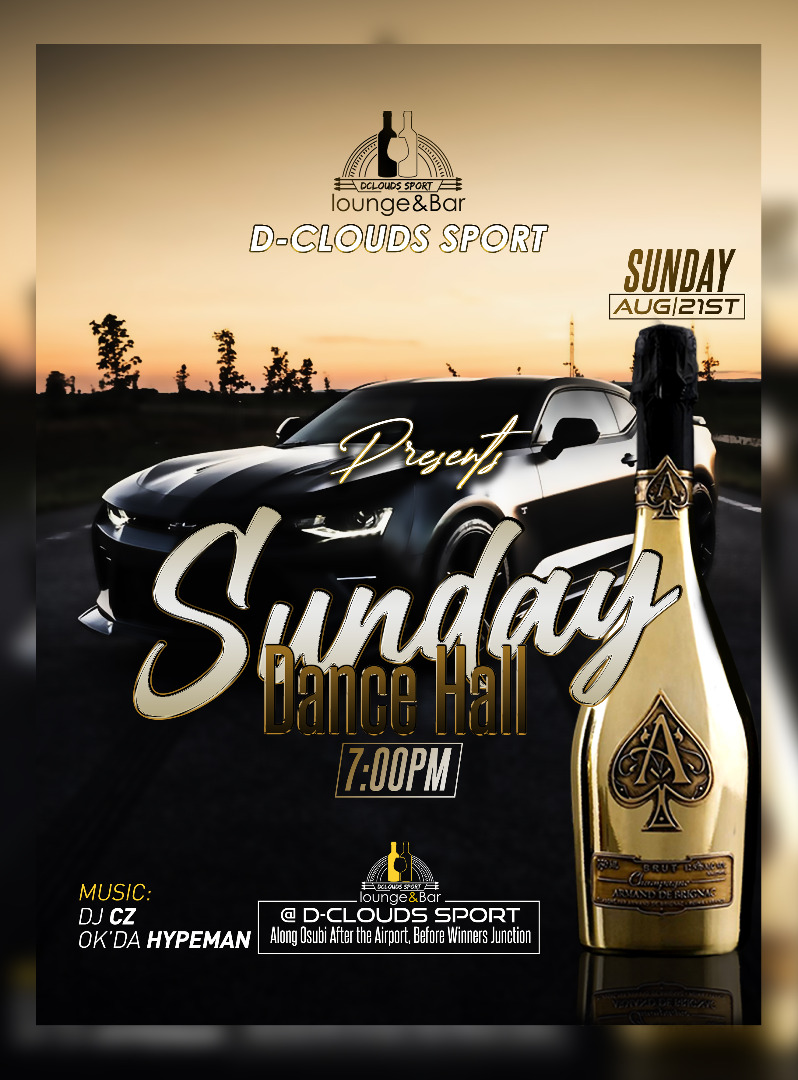 DCLOUDS SPORT
lounge&Bar
D-CLOUDS SPORT
SUNDAY
AUG|21ST
Presents
Sunday
Dance Hall
7:00PM
A
BRUT
Champagne
ARMAND DE BRIGNAC
MUSIC:
DJ CZ
OK'DA HYPEMAN
DCLOUDS SPORT
lounge&Bar
@ D-CLOUDS SPORT
Along Osubi After the Airport, Before Winners Junction